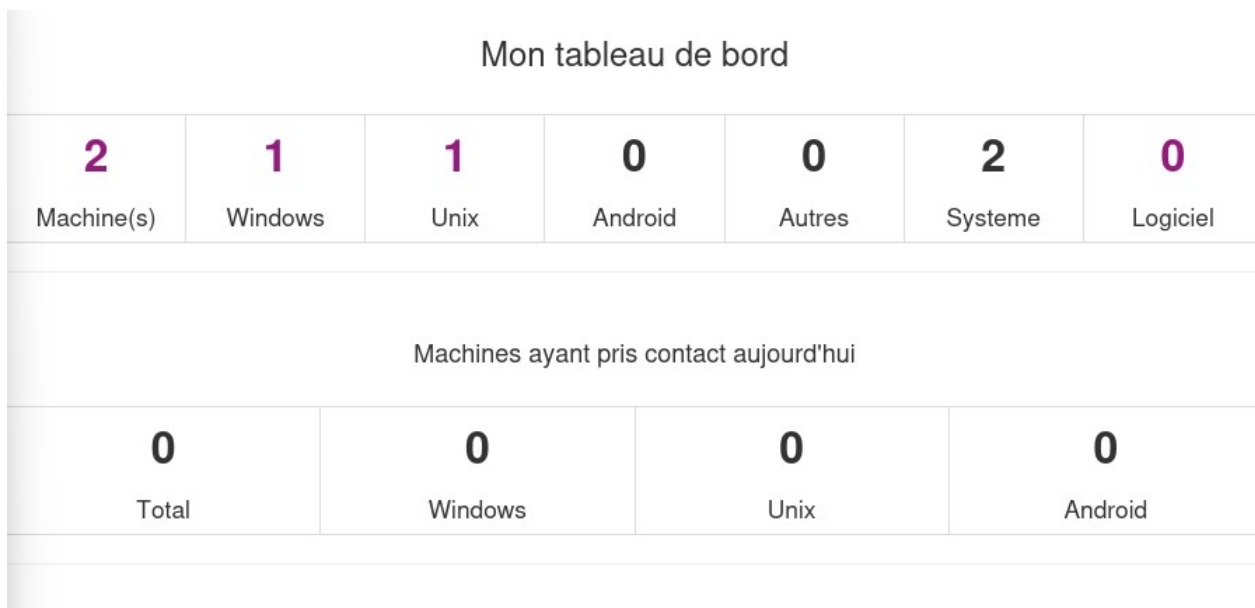 Mon tableau de bord
2 1 1 0 0 2 0
Machine(s) Windows Unix Android Autres Systeme Logiciel
Machines ayant pris contact aujourd'hui
0 0 0 0
Total Windows Unix Android